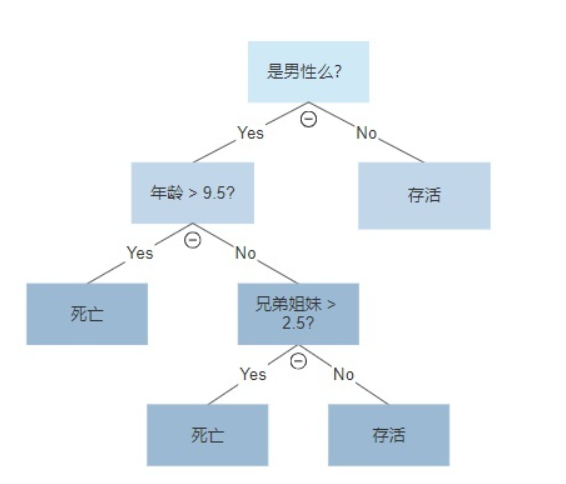 是男性么？
Yes
No
年龄 > 9.5?
存活
Yes
No
死亡
兄弟姐妹 >
2.5?
Yes
No
死亡
存活